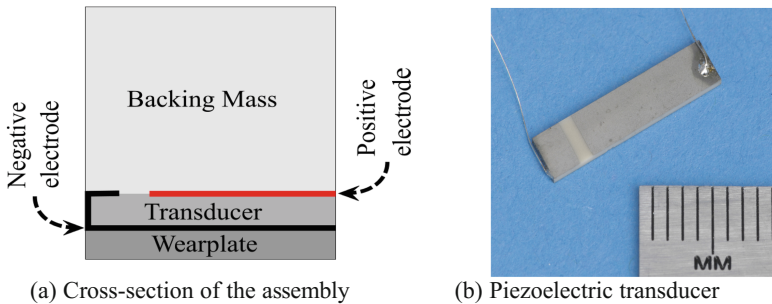 Backing Mass
Negative
electrode
Positive
electrode
Transducer
Wearplate
MM
(a) Cross-section of the assembly
(b) Piezoelectric transducer